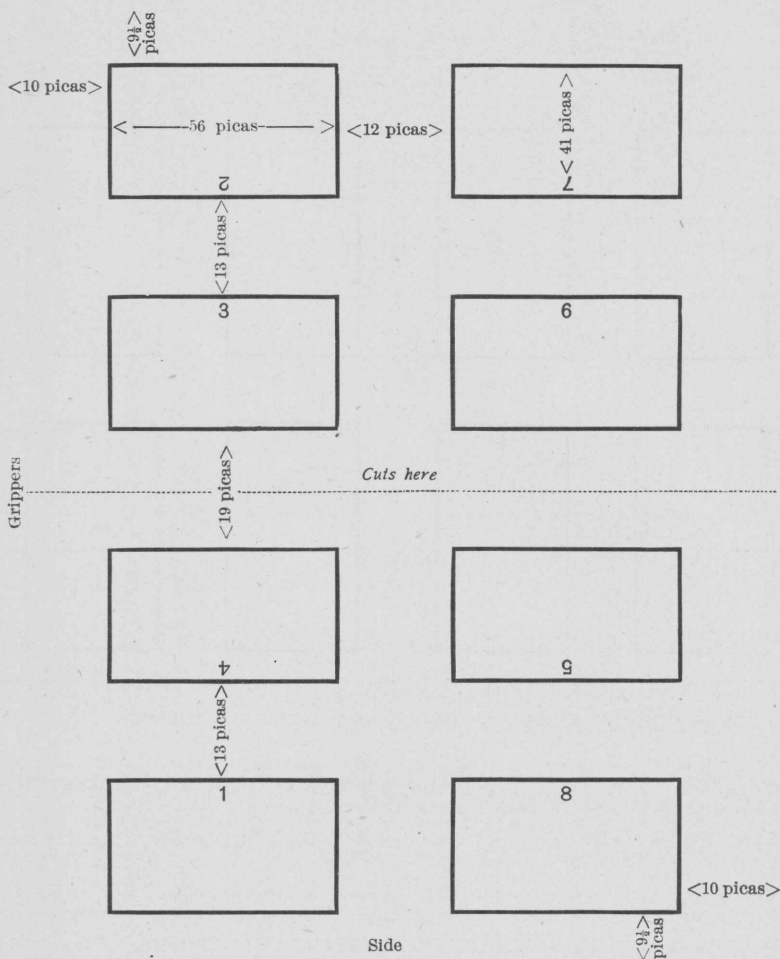 <9½>
picas
<10 picas>
<-----56 picas----->
<12 picas>
<41 picas>
2
7
<13 picas>
3
6
Grippers
<19 picas>
Cuts here
4
5
<13 picas>
1
8
<10 picas>
<9½>
picas
Side